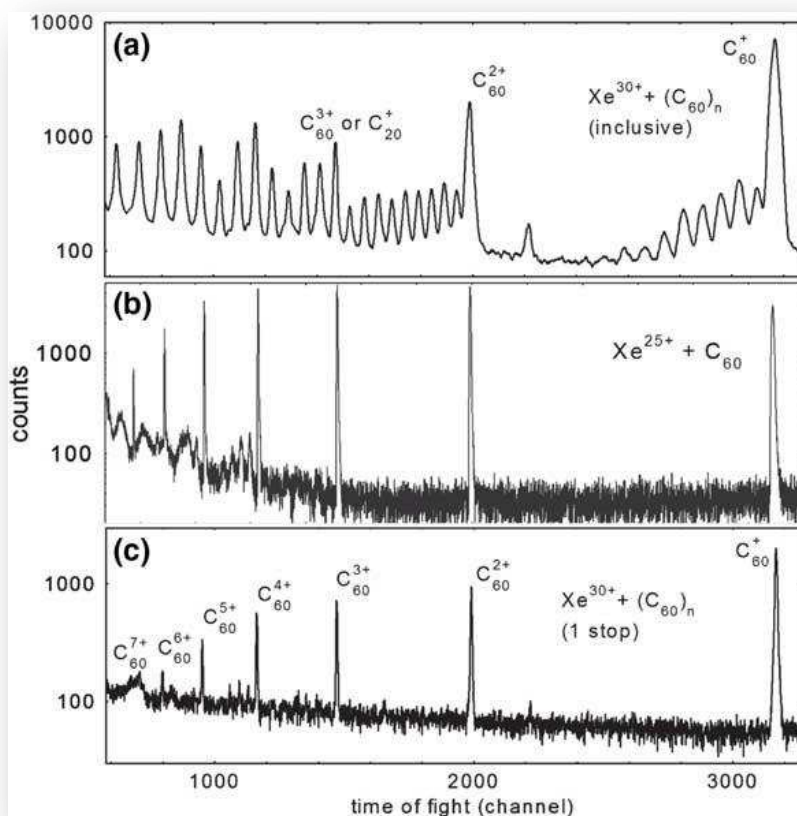 10000
(a)
C60+
C602+
C603+ or C20+
Xe30+ + (C60)n
(inclusive)
1000
100
(b)
Xe25+ + C60
1000
100
counts
(c)
C60+
C602+
C603+
C604+
C605+
C606+
C607+
Xe30+ + (C60)n
(1 stop)
1000
100
1000 2000 3000
time of fight (channel)